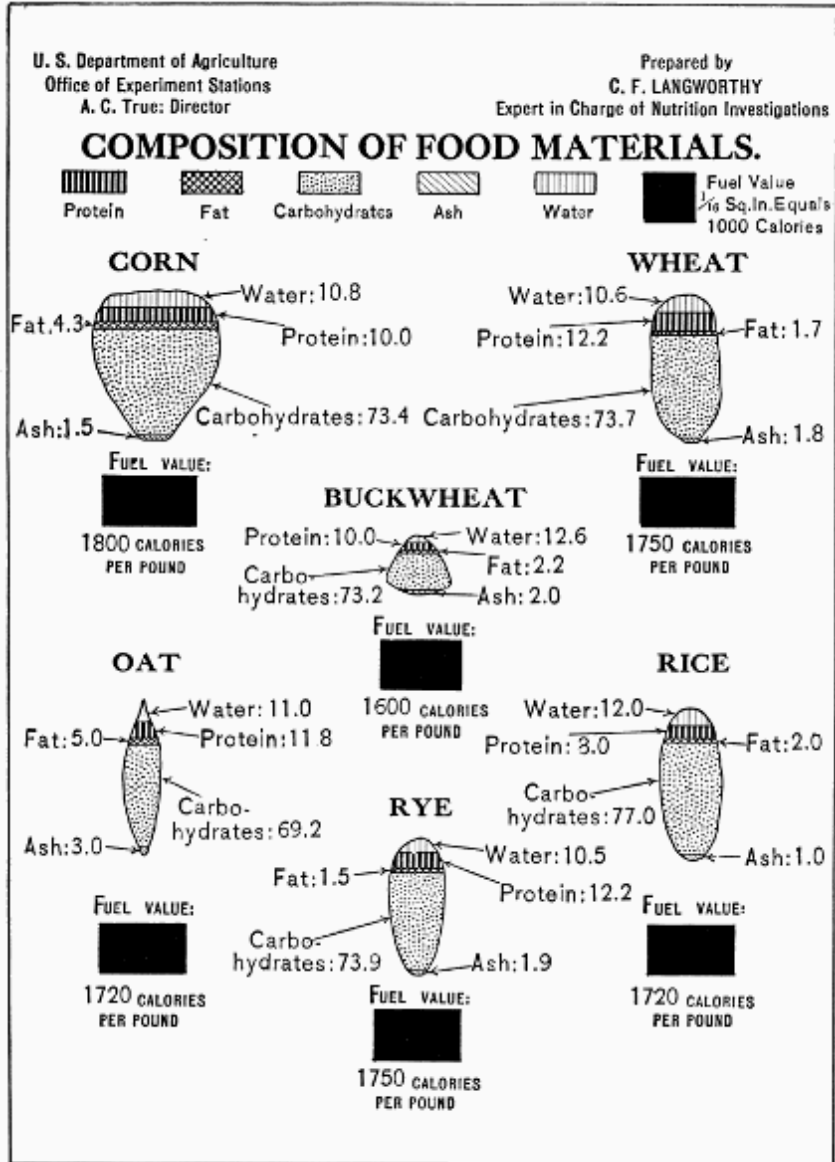 U. S. Department of Agriculture
Office of Experiment Stations
A. C. True: Director
Prepared by
C. F. LANGWORTHY
Expert in Charge of Nutrition Investigations
COMPOSITION OF FOOD MATERIALS.
Protein
Fat
Carbohydrates
Ash
Water
Fuel Value
1/16 Sq.In.Equals
1000 Calories
CORN
Water:10.8
Fat.4.3
Protein:10.0
Carbohydrates:73.4
Ash:1.5
FUEL VALUE:
1800 CALORIES
PER POUND
WHEAT
Water:10.6
Protein:12.2
Fat:1.7
Carbohydrates:73.7
Ash:1.8
FUEL VALUE:
1750 CALORIES
PER POUND
BUCKWHEAT
Protein:10.0
Water:12.6
Fat:2.2
Carbo-
hydrates:73.2
Ash:2.0
FUEL VALUE:
1600 CALORIES
PER POUND
OAT
Water:11.0
Fat:5.0
Protein:11.8
Carbo-
hydrates:69.2
Ash:3.0
FUEL VALUE:
1720 CALORIES
PER POUND
RYE
Water:10.5
Fat:1.5
Protein:12.2
Carbo-
hydrates:73.9
Ash:1.9
FUEL VALUE:
1750 CALORIES
PER POUND
RICE
Water:12.0
Protein:8.0
Fat:2.0
Carbo-
hydrates:77.0
Ash:1.0
FUEL VALUE:
1720 CALORIES
PER POUND